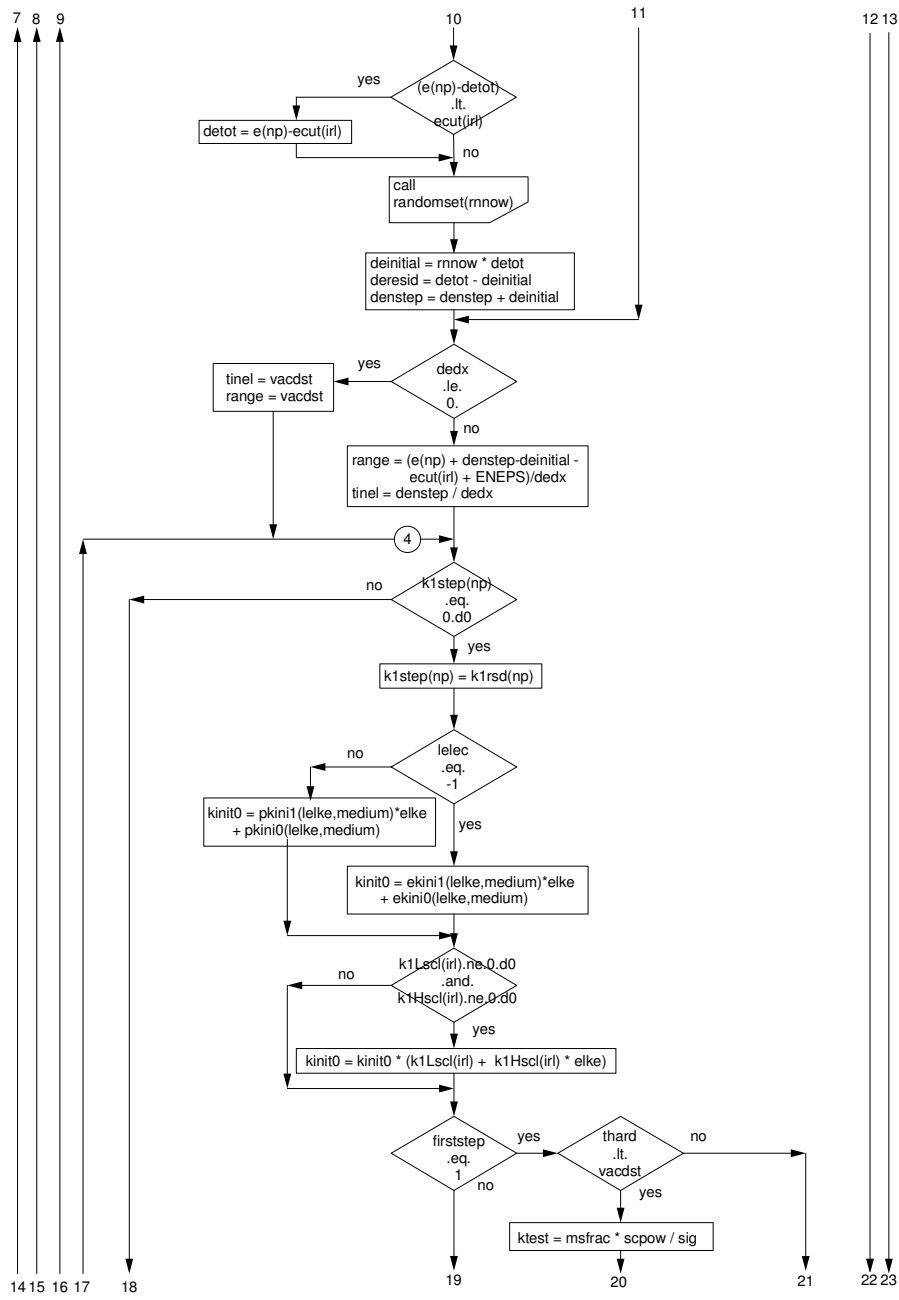 7 8 9
10
11
12 13
yes
(e(np)-detot)
.lt.
ecut(irl)
detot = e(np)-ecut(irl)
no
call
randomset(rnnow)
deinitial = rnnow * detot
deresid = detot - deinitial
denstep = denstep + deinitial
yes
dedx
.le.
0.
tinel = vacdst
range = vacdst
no
range = (e(np) + denstep-deinitial -
ecut(irl) + ENEPS)/dedx
tinel = denstep / dedx
4
no
k1step(np)
.eq.
0.d0
yes
k1step(np) = k1rsd(np)
no
lelec
.eq.
-1
kinit0 = pkini1(lelke,medium)*elke
+ pkini0(lelke,medium)
yes
kinit0 = ekini1(lelke,medium)*elke
+ ekini0(lelke,medium)
no
k1Lscl(irl).ne.0.d0
.and.
k1Hscl(irl).ne.0.d0
yes
kinit0 = kinit0 * (k1Lscl(irl) + k1Hscl(irl) * elke)
firststep
.eq.
1
yes
no
thard
.lt.
vacdst
no
yes
ktest = msfrac * scpow / sig
14 15 16 17
18
19
20
21
22 23